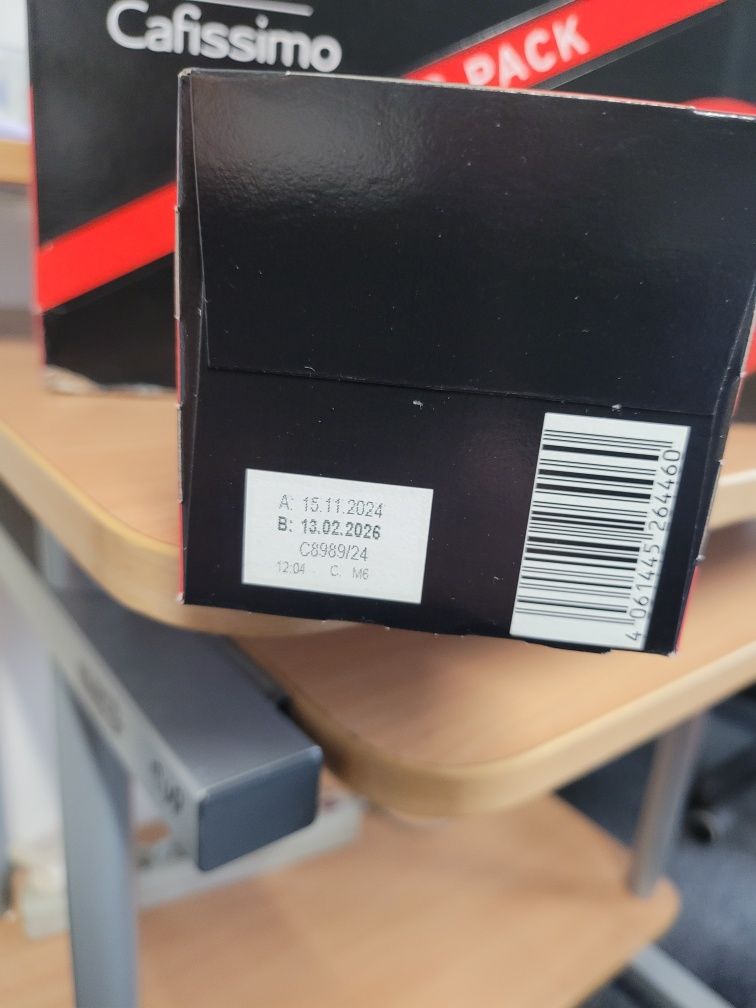 Cafissimo
PACK
A: 15.11.2024
B: 13.02.2026
C8989/24
12:04 C. M6
4 061445 264460